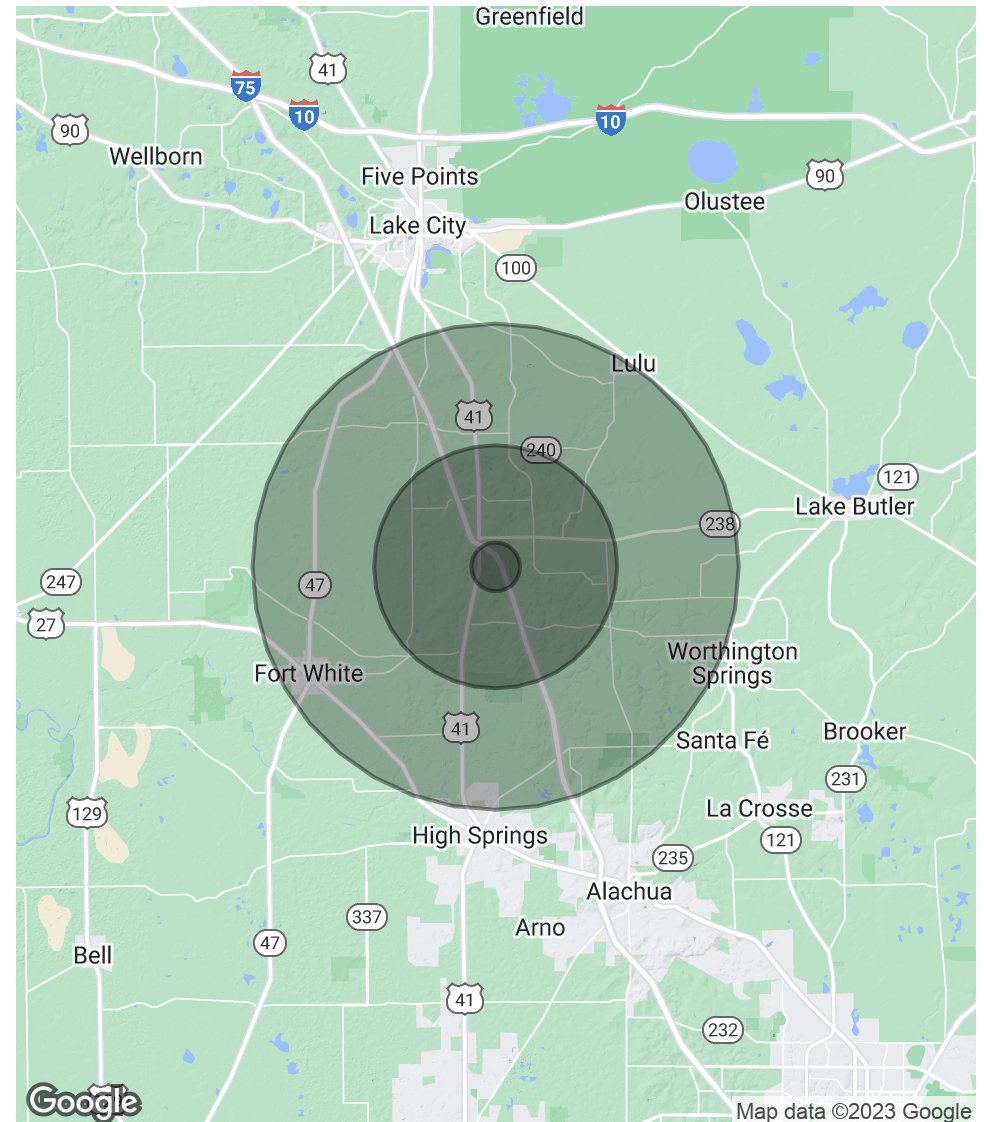 Greenfield
41
75
10
10
90
Wellborn
Five Points
90
Olustee
Lake City
100
Lulu
41
240
121
Lake Butler
238
247
47
27
Worthington
Springs
Fort White
41
Santa Fé
Brooker
231
129
La Crosse
High Springs
121
235
Alachua
337
Arno
47
Bell
41
232
Google
Map data ©2023 Google